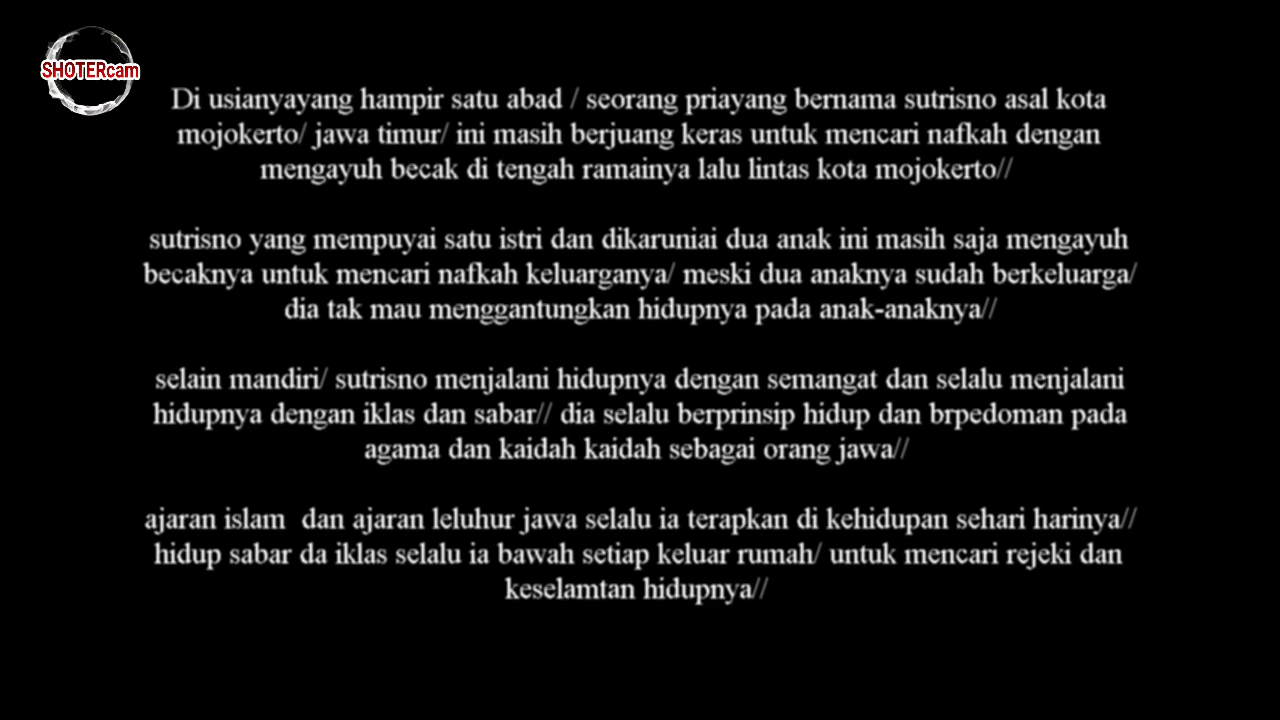 SHOTERcam
Di usianyayang hampir satu abad / seorang priayang bernama sutrisno asal kota
mojokerto/ jawa timur/ ini masih berjuang keras untuk mencari nafkah dengan
mengayuh becak di tengah ramainya lalu lintas kota mojokerto//
sutrisno yang mempuyai satu istri dan dikaruniai dua anak ini masih saja mengayuh
becaknya untuk mencari nafkah keluarganya/ meski dua anaknya sudah berkeluarga/
dia tak mau menggantungkan hidupnya pada anak-anaknya//
selain mandiri/ sutrisno menjalani hidupnya dengan semangat dan selalu menjalani
hidupnya dengan iklas dan sabar// dia selalu berprinsip hidup dan brpedoman pada
agama dan kaidah kaidah sebagai orang jawa//
ajaran islam  dan ajaran leluhur jawa selalu ia terapkan di kehidupan sehari harinya//
hidup sabar da iklas selalu ia bawah setiap keluar rumah/ untuk mencari rejeki dan
keselamtan hidupnya//